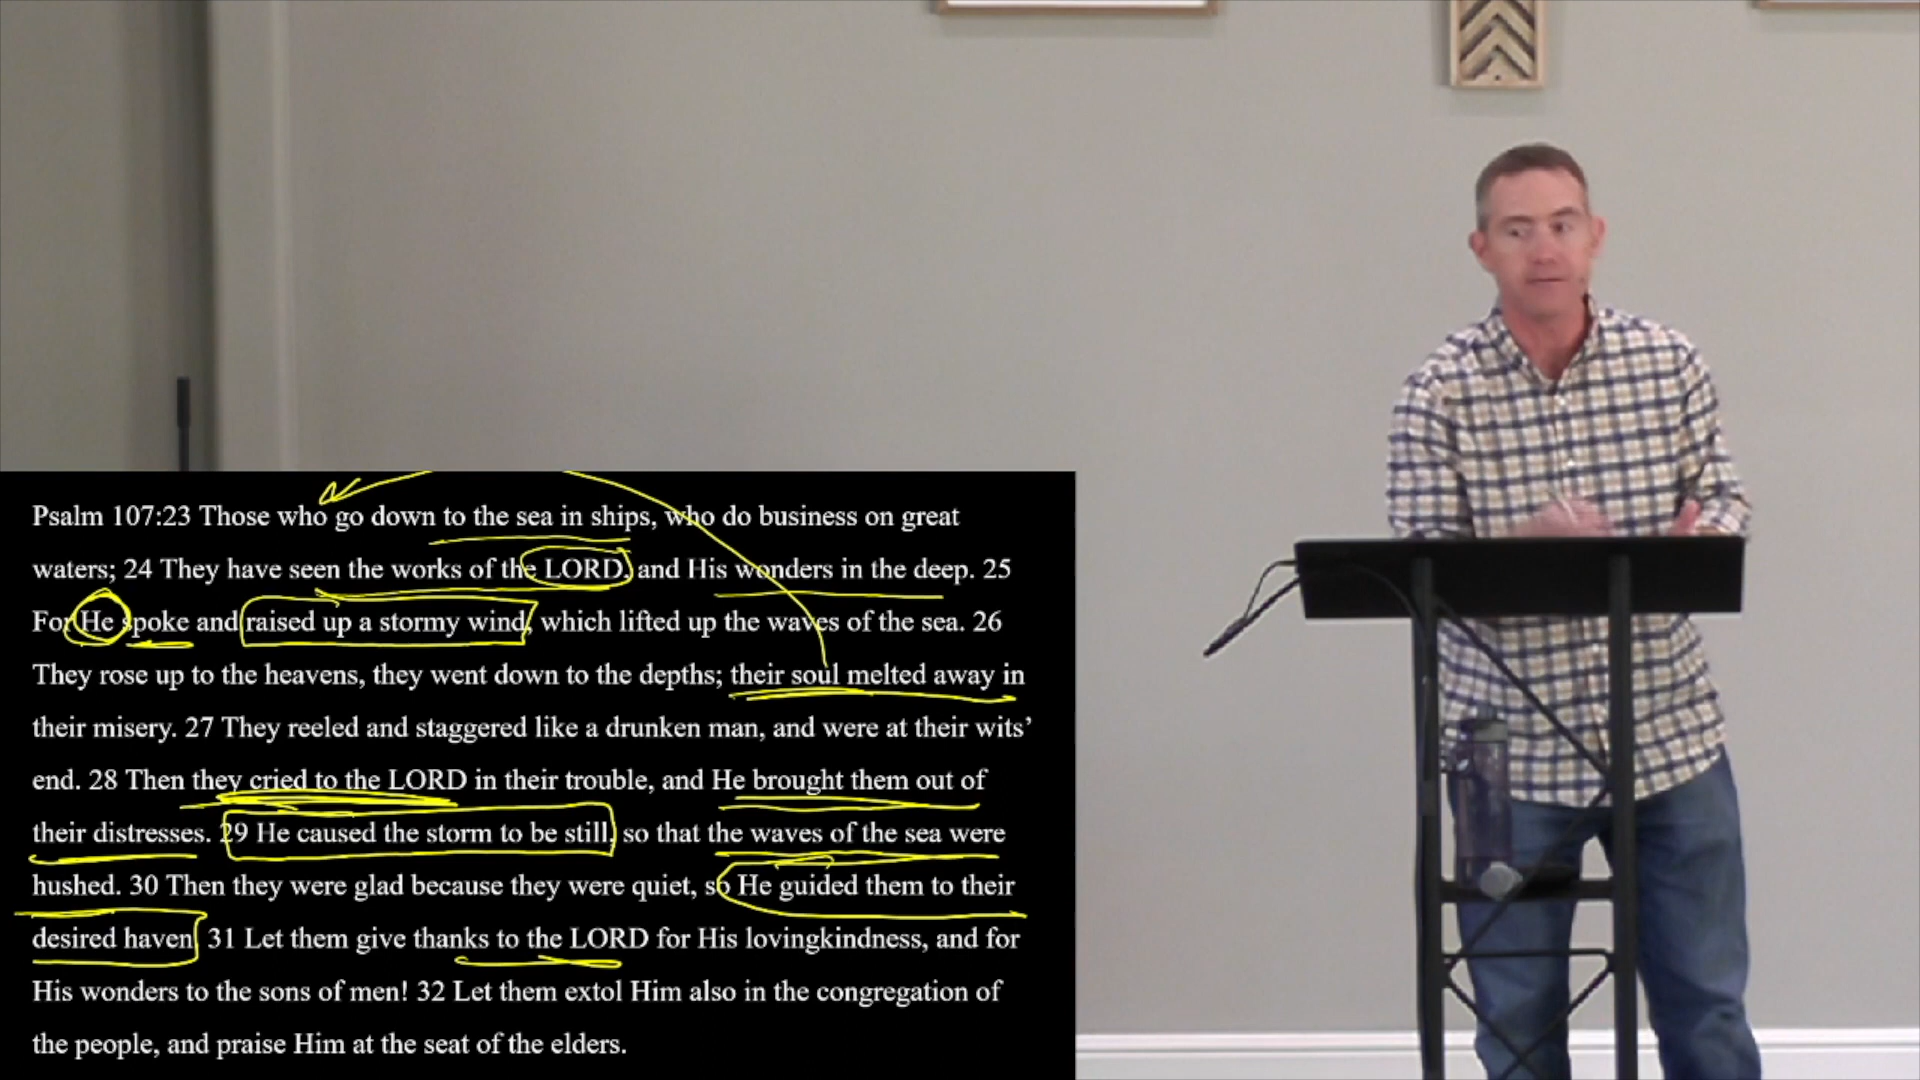 Psalm 107:23 Those who go down to the sea in ships, who do business on great
waters; 24 They have seen the works of the LORD, and His wonders in the deep. 25
For He spoke and raised up a stormy wind, which lifted up the waves of the sea. 26
They rose up to the heavens, they went down to the depths; their soul melted away in
their misery. 27 They reeled and staggered like a drunken man, and were at their wits’
end. 28 Then they cried to the LORD in their trouble, and He brought them out of
their distresses. 29 He caused the storm to be still, so that the waves of the sea were
hushed. 30 Then they were glad because they were quiet, so He guided them to their
desired haven. 31 Let them give thanks to the LORD for His lovingkindness, and for
His wonders to the sons of men! 32 Let them extol Him also in the congregation of
the people, and praise Him at the seat of the elders.